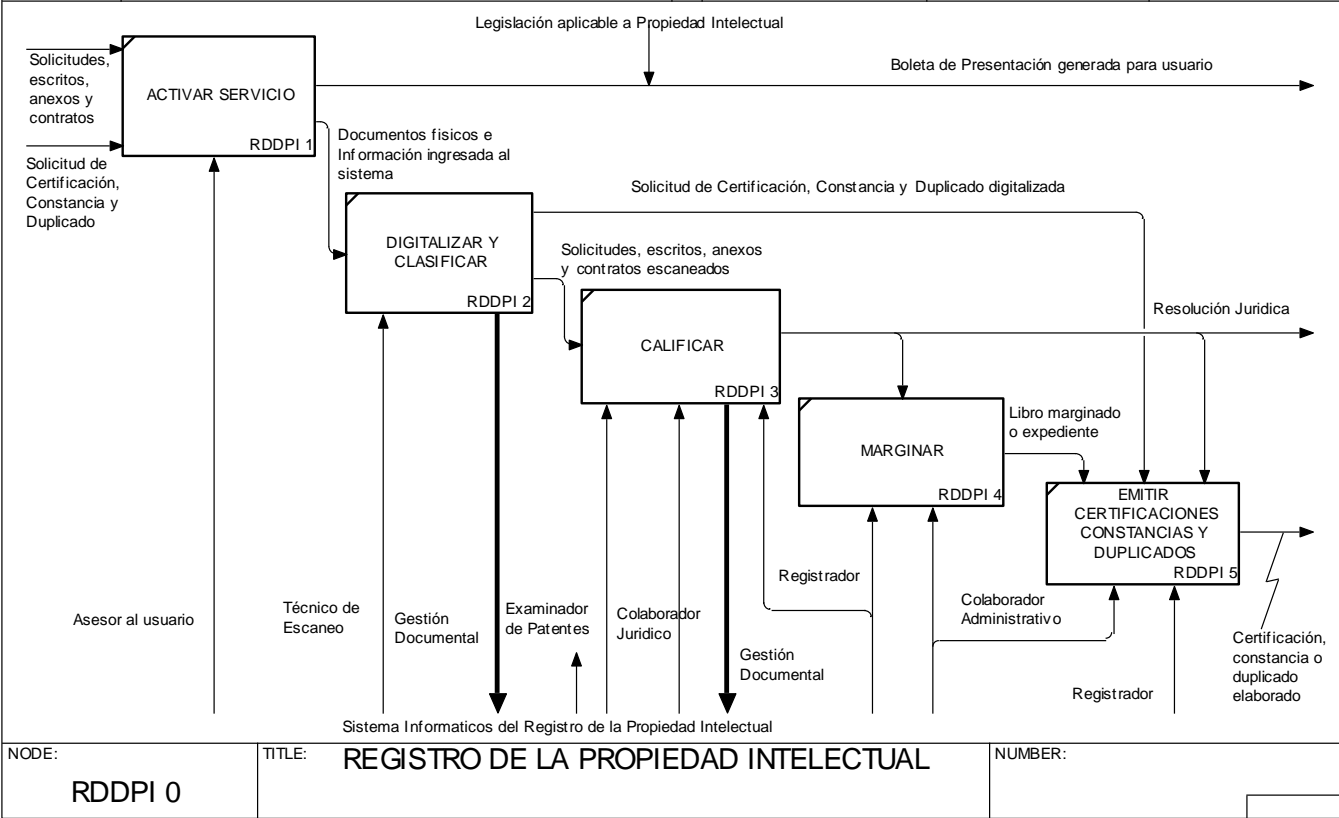 Legislación aplicable a Propiedad Intelectual
Solicitudes,
escritos,
anexos y
contratos
ACTIVAR SERVICIO
RDDPI 1
Boleta de Presentación generada para usuario
Solicitud de
Certificación,
Constancia y
Duplicado
Documentos físicos e
Información ingresada al
sistema
Solicitud de Certificación, Constancia y Duplicado digitalizada
DIGITALIZAR Y
CLASIFICAR
RDDPI 2
Solicitudes, escritos, anexos
y contratos escaneados
CALIFICAR
RDDPI 3
Resolución Juridica
MARGINAR
RDDPI 4
Libro marginado
o expediente
EMITIR
CERTIFICACIONES
CONSTANCIAS Y
DUPLICADOS
RDDPI 5
Asesor al usuario
Técnico de
Escaneo
Gestión
Documental
Examinador
de Patentes
Colaborador
Juridico
Gestión
Documental
Registrador
Colaborador
Administrativo
Registrador
Certificación,
constancia o
duplicado
elaborado
Sistema Informaticos del Registro de la Propiedad Intelectual
NODE:
RDDPI 0
TITLE:
REGISTRO DE LA PROPIEDAD INTELECTUAL
NUMBER: